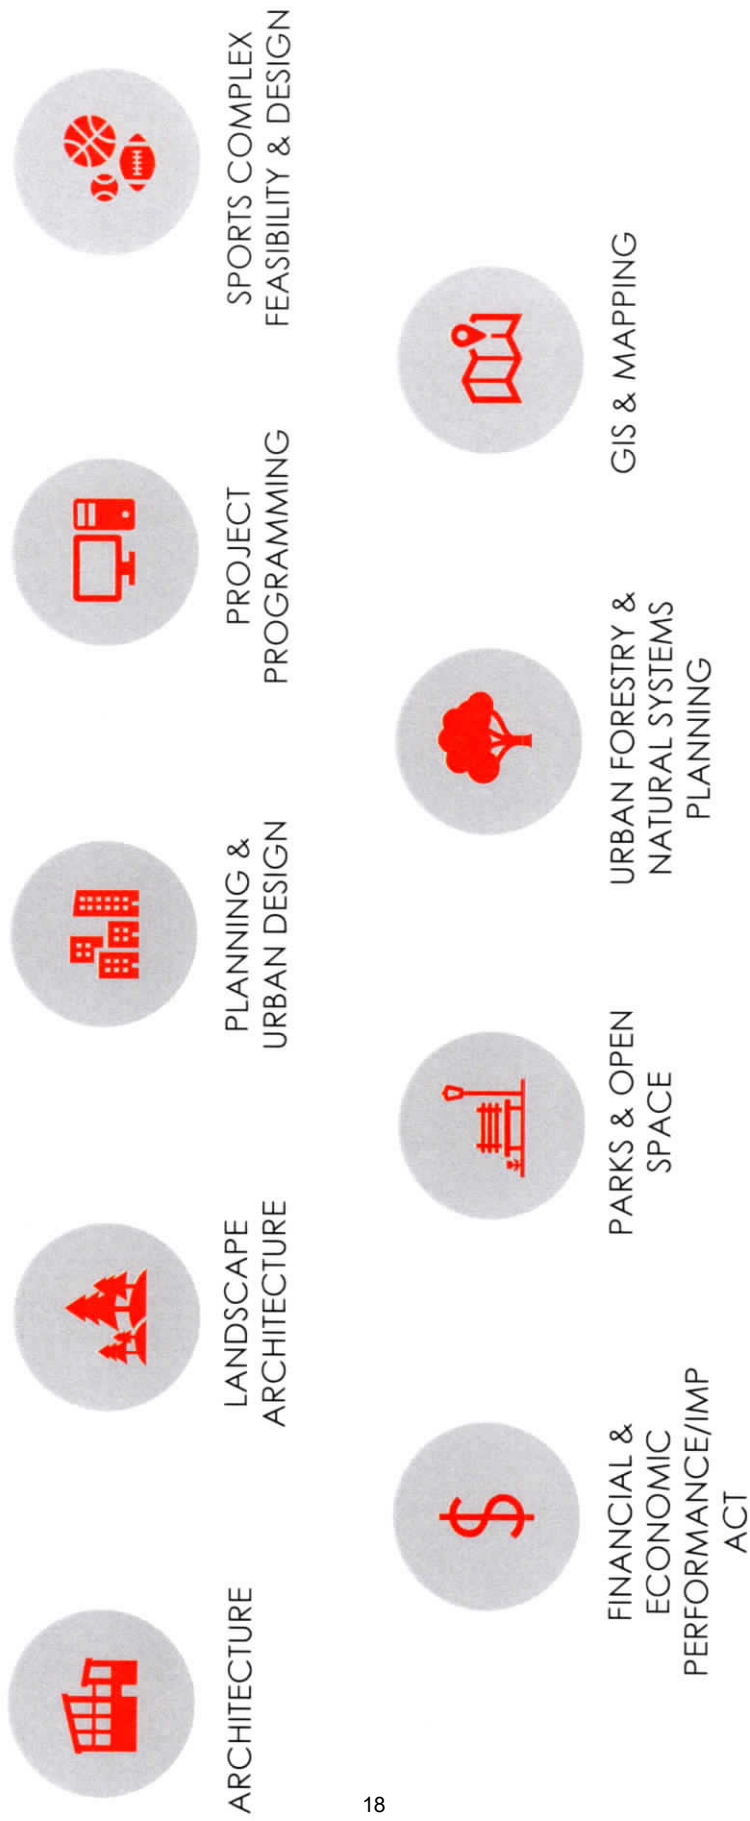 ARCHITECTURE
LANDSCAPE
ARCHITECTURE
PLANNING &
URBAN DESIGN
PROJECT
PROGRAMMING
SPORTS COMPLEX
FEASIBILITY & DESIGN
FINANCIAL &
ECONOMIC
PERFORMANCE/IMP
ACT
PARKS & OPEN
SPACE
URBAN FORESTRY &
NATURAL SYSTEMS
PLANNING
GIS & MAPPING
18